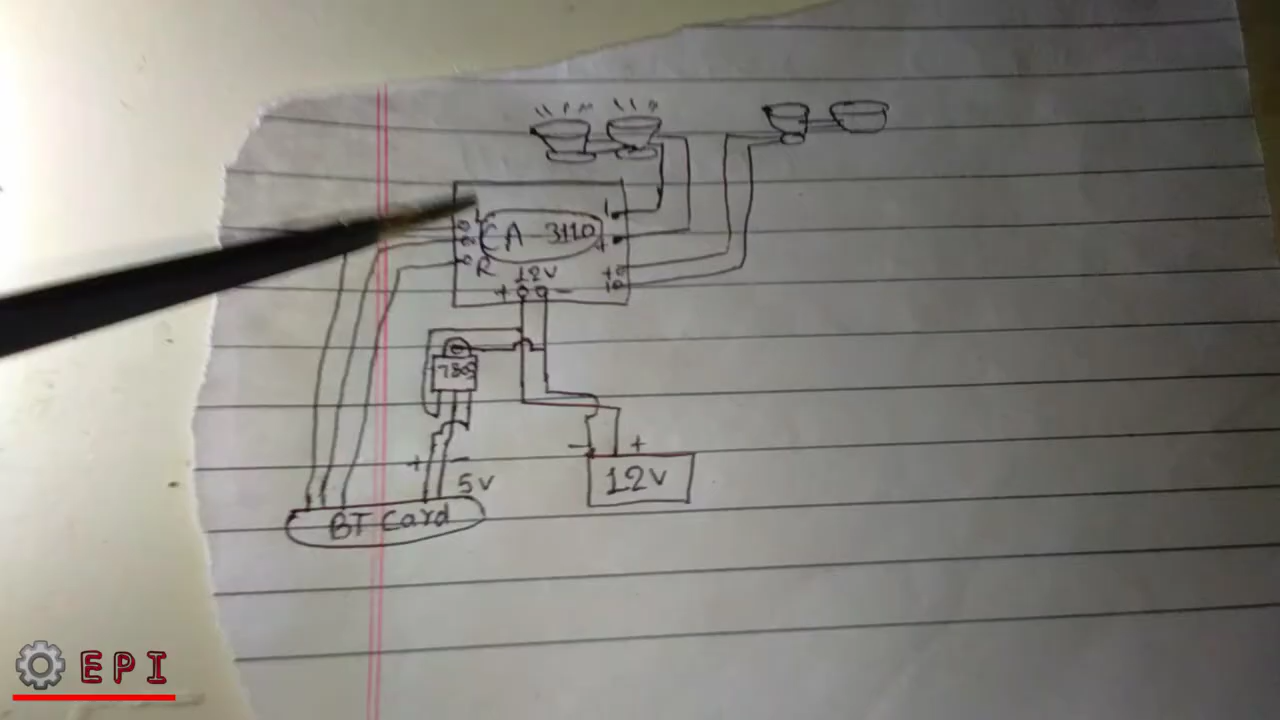 CA 3110
R
12V
+ -
7805
+ -
5V
- +
12V
BT Card
EPI